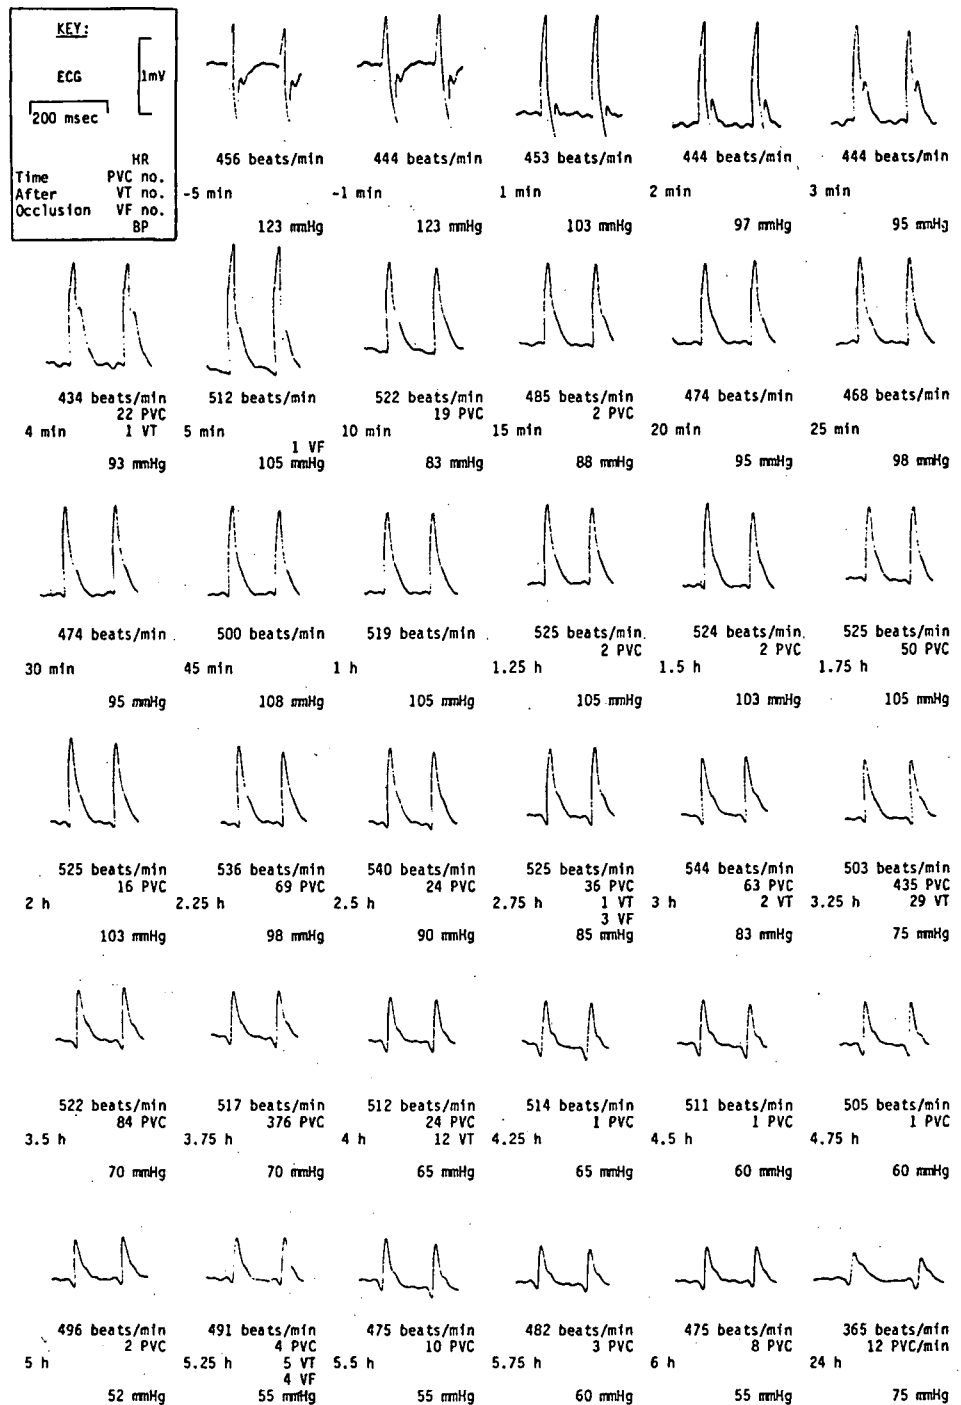 KEY:
ECG
1mV
200 msec
HR
Time PVC no.
After VT no.
Occlusion VF no.
BP
456 beats/min
-5 min
123 mmHg
444 beats/min
-1 min
123 mmHg
453 beats/min
1 min
103 mmHg
444 beats/min
2 min
97 mmHg
444 beats/min
3 min
95 mmHg
434 beats/min
22 PVC
4 min 1 VT
93 mmHg
512 beats/min
5 min
1 VF
105 mmHg
522 beats/min
19 PVC
10 min
83 mmHg
485 beats/min
2 PVC
15 min
88 mmHg
474 beats/min
20 min
95 mmHg
468 beats/min
25 min
98 mmHg
474 beats/min
30 min
95 mmHg
500 beats/min
45 min
108 mmHg
519 beats/min
1 h
105 mmHg
525 beats/min
2 PVC
1.25 h
105 mmHg
524 beats/min
2 PVC
1.5 h
103 mmHg
525 beats/min
50 PVC
1.75 h
105 mmHg
525 beats/min
16 PVC
2 h
103 mmHg
536 beats/min
69 PVC
2.25 h
98 mmHg
540 beats/min
24 PVC
2.5 h
90 mmHg
525 beats/min
36 PVC
2.75 h 1 VT
3 VF
85 mmHg
544 beats/min
63 PVC
3 h 2 VT
83 mmHg
503 beats/min
435 PVC
3.25 h 29 VT
75 mmHg
522 beats/min
84 PVC
3.5 h
70 mmHg
517 beats/min
376 PVC
3.75 h
70 mmHg
512 beats/min
24 PVC
4 h 12 VT
65 mmHg
514 beats/min
1 PVC
4.25 h
65 mmHg
511 beats/min
1 PVC
4.5 h
60 mmHg
505 beats/min
1 PVC
4.75 h
60 mmHg
496 beats/min
2 PVC
5 h
52 mmHg
491 beats/min
4 PVC
5.25 h 5 VT
4 VF
55 mmHg
475 beats/min
10 PVC
5.5 h
55 mmHg
482 beats/min
3 PVC
5.75 h
60 mmHg
475 beats/min
8 PVC
6 h
55 mmHg
365 beats/min
12 PVC/min
24 h
75 mmHg